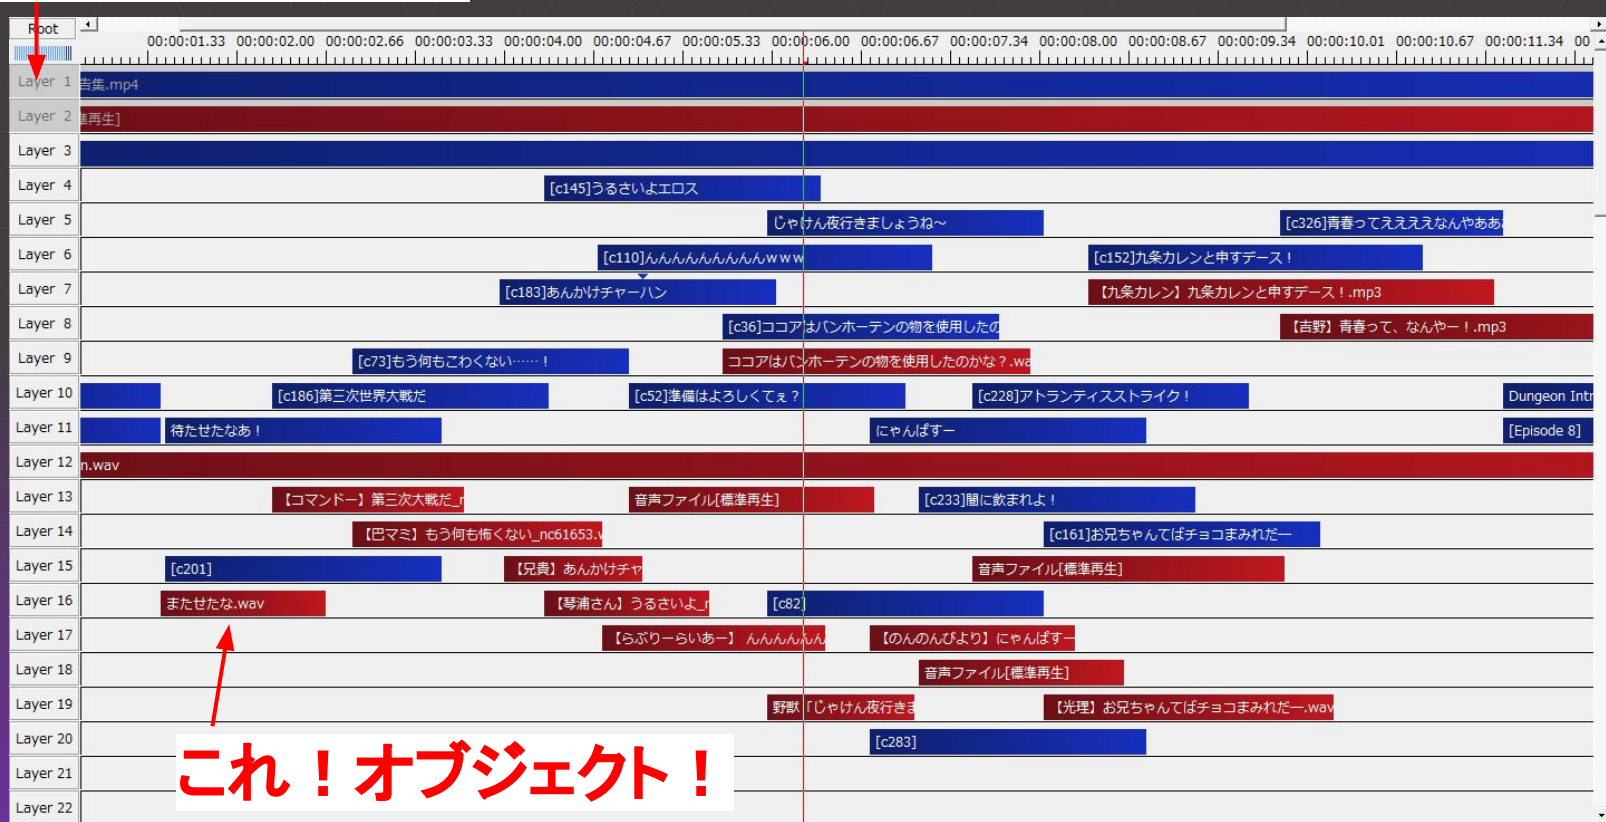 Root
00:00:01.33 00:00:02.00 00:00:02.66 00:00:03.33 00:00:04.00 00:00:04.67 00:00:05.33 00:00:06.00 00:00:06.67 00:00:07.34 00:00:08.00 00:00:08.67 00:00:09.34 00:00:10.01 00:00:10.67 00:00:11.34 00
Layer 1 告集.mp4
Layer 2 準再生]
Layer 3
Layer 4 [c145]うるさいよエロス
Layer 5 じゃけん夜行きましょうね～ [c326]青春ってええええなんやああ
Layer 6 [c110]んんんんんんんんんwww [c152]九条カレンと申すデース！
Layer 7 [c183]あんかけチャーハン 【九条カレン】九条カレンと申すデース！.mp3
Layer 8 [c36]ココアはバンホーテンの物を使用したの 【吉野】青春って、なんやー！.mp3
Layer 9 [c73]もう何もこわくない……！ ココアはバンホーテンの物を使用したのかな？.wa
Layer 10 [c186]第三次世界大戦だ [c52]準備はよろしくてぇ？ [c228]アトランティスストライク！ Dungeon Intr
Layer 11 待たせたなあ！ にゃんぱすー [Episode 8]
Layer 12 n.wav
Layer 13 【コマンドー】第三次大戦だ_r 音声ファイル[標準再生] [c233]闇に飲まれよ！
Layer 14 【巴マミ】もう何も怖くない_nc61653.v [c161]お兄ちゃんてばチョコまみれだー
Layer 15 [c201] 【兄貴】あんかけチャ 音声ファイル[標準再生]
Layer 16 またせたな.wav 【琴浦さん】うるさいよ_r [c82]
Layer 17 【らぶりーらいあー】 んんんんん 【のんのんびより】にゃんぱすー
Layer 18 音声ファイル[標準再生]
Layer 19 野獣「じゃけん夜行きま 【光理】お兄ちゃんてばチョコまみれだー.wav
Layer 20 [c283]
Layer 21
Layer 22
これ！オブジェクト！